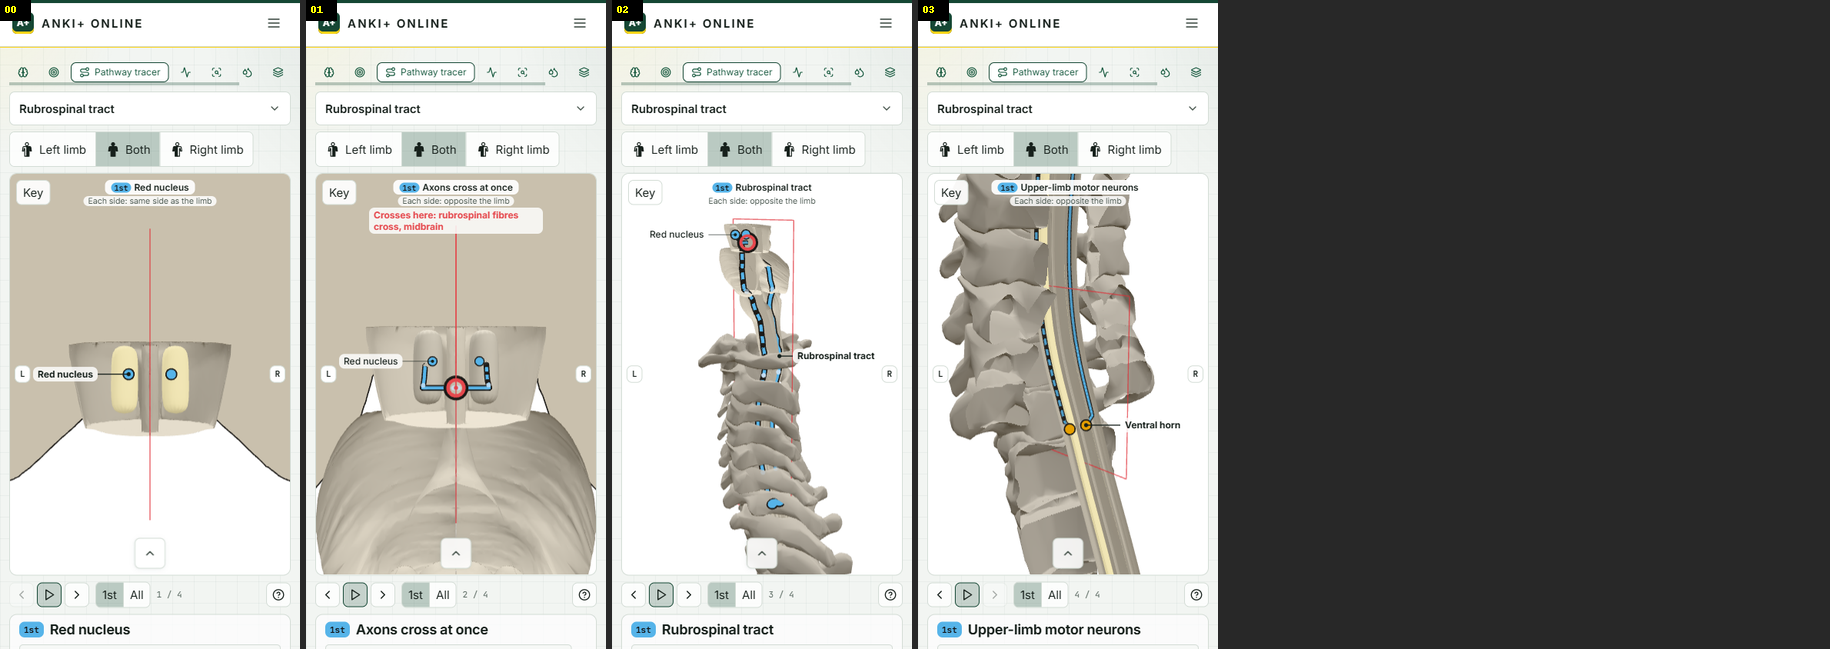 00
A+ ANKI+ ONLINE
Pathway tracer
Rubrospinal tract
Left limb Both Right limb
Key
1st Red nucleus
Each side: same side as the limb
L Red nucleus R
1st All 1 / 4
1st Red nucleus
01
A+ ANKI+ ONLINE
Pathway tracer
Rubrospinal tract
Left limb Both Right limb
Key
1st Axons cross at once
Each side: opposite the limb
Crosses here: rubrospinal fibres
cross, midbrain
Red nucleus
L R
1st All 2 / 4
1st Axons cross at once
02
A+ ANKI+ ONLINE
Pathway tracer
Rubrospinal tract
Left limb Both Right limb
Key
1st Rubrospinal tract
Each side: opposite the limb
Red nucleus
Rubrospinal tract
L R
1st All 3 / 4
1st Rubrospinal tract
03
A+ ANKI+ ONLINE
Pathway tracer
Rubrospinal tract
Left limb Both Right limb
Key
1st Upper-limb motor neurons
Each side: opposite the limb
L R
Ventral horn
1st All 4 / 4
1st Upper-limb motor neurons